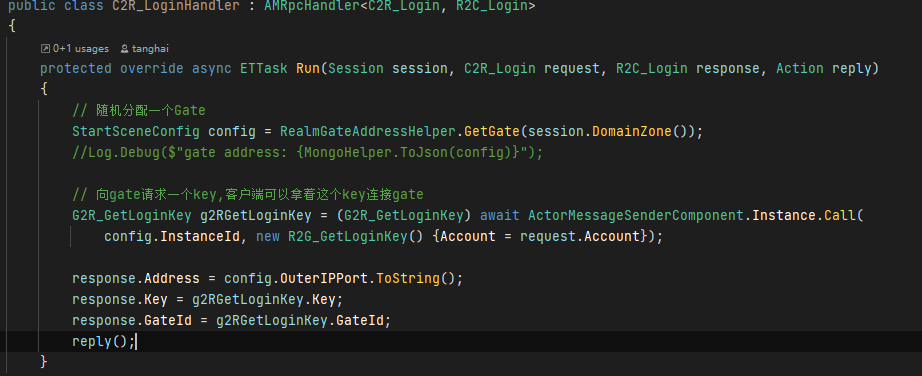 public class C2R_LoginHandler : AMRpcHandler<C2R_Login, R2C_Login>
{
0+1 usages tanghai
protected override async ETTask Run(Session session, C2R_Login request, R2C_Login response, Action reply)
{
// 随机分配一个Gate
StartSceneConfig config = RealmGateAddressHelper.GetGate(session.DomainZone());
//Log.Debug($"gate address: {MongoHelper.ToJson(config)}");
// 向gate请求一个key,客户端可以拿着这个key连接gate
G2R_GetLoginKey g2RGetLoginKey = (G2R_GetLoginKey) await ActorMessageSenderComponent.Instance.Call(
config.InstanceId, new R2G_GetLoginKey() {Account = request.Account});
response.Address = config.OuterIPPort.ToString();
response.Key = g2RGetLoginKey.Key;
response.GateId = g2RGetLoginKey.GateId;
reply();
}